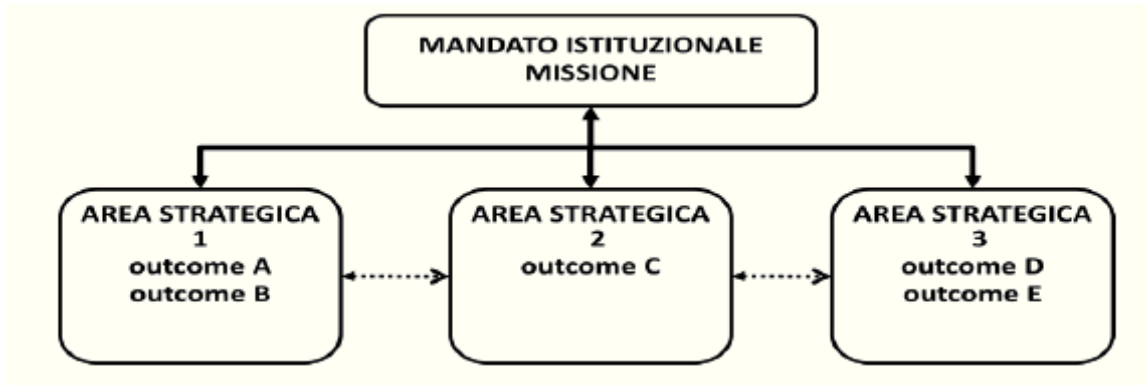 MANDATO ISTITUZIONALE
MISSIONE
AREA STRATEGICA
1
outcome A
outcome B
AREA STRATEGICA
2
outcome C
AREA STRATEGICA
3
outcome D
outcome E